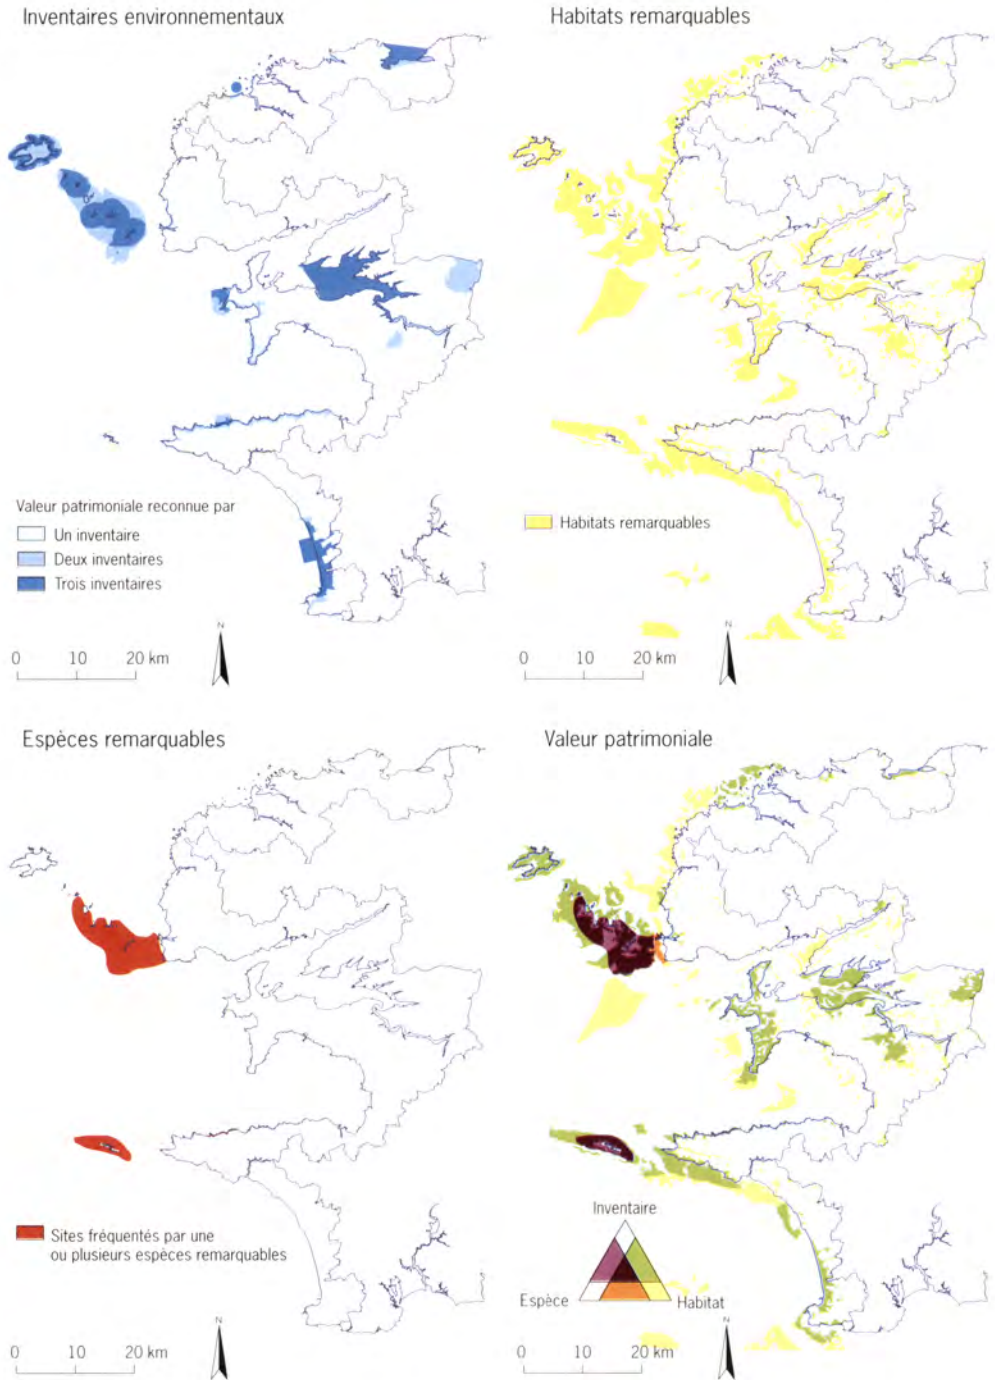 Inventaires environnementaux
Habitats remarquables
Valeur patrimoniale reconnue par
Un inventaire
Deux inventaires
Trois inventaires
Habitats remarquables
N
0 10 20 km
N
0 10 20 km
Espèces remarquables
Valeur patrimoniale
Sites fréquentés par une
ou plusieurs espèces remarquables
Inventaire
Espèce
Habitat
N
0 10 20 km
N
0 10 20 km